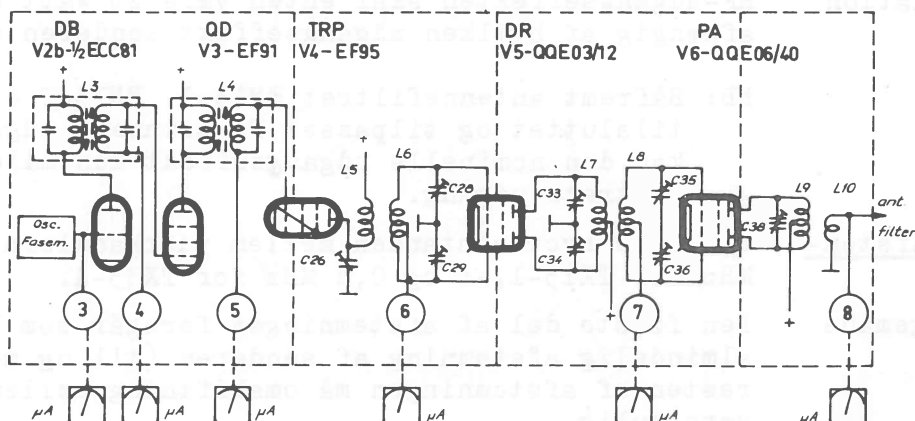 DB
V2b-½ECC81
QD
V3-EF91
TRP
V4-EF95
DR
V5-QQE03/12
PA
V6-QQE06/40
+
L3
+
L4
+
L5
L6
C28
C29
C26
C33
C34
L7
L8
C35
C36
C38
L9
L10
ant.
filter
Osc.
Fasem.
+
+
3
4
5
6
7
8
μA
μA
μA
μA
μA
μA